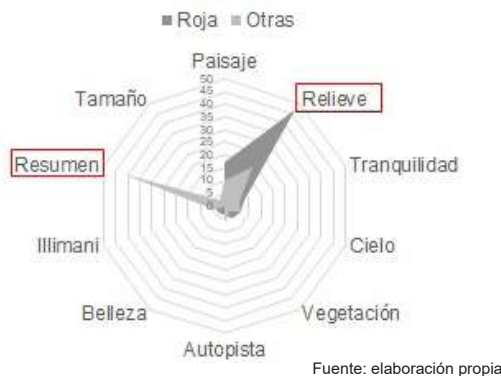 Roja Otras
Paisaje
50
45
40
35
30
25
20
15
10
5
0
Tamaño
Relieve
Resumen
Tranquilidad
Illimani
Cielo
Belleza
Vegetación
Autopista
Fuente: elaboración propia